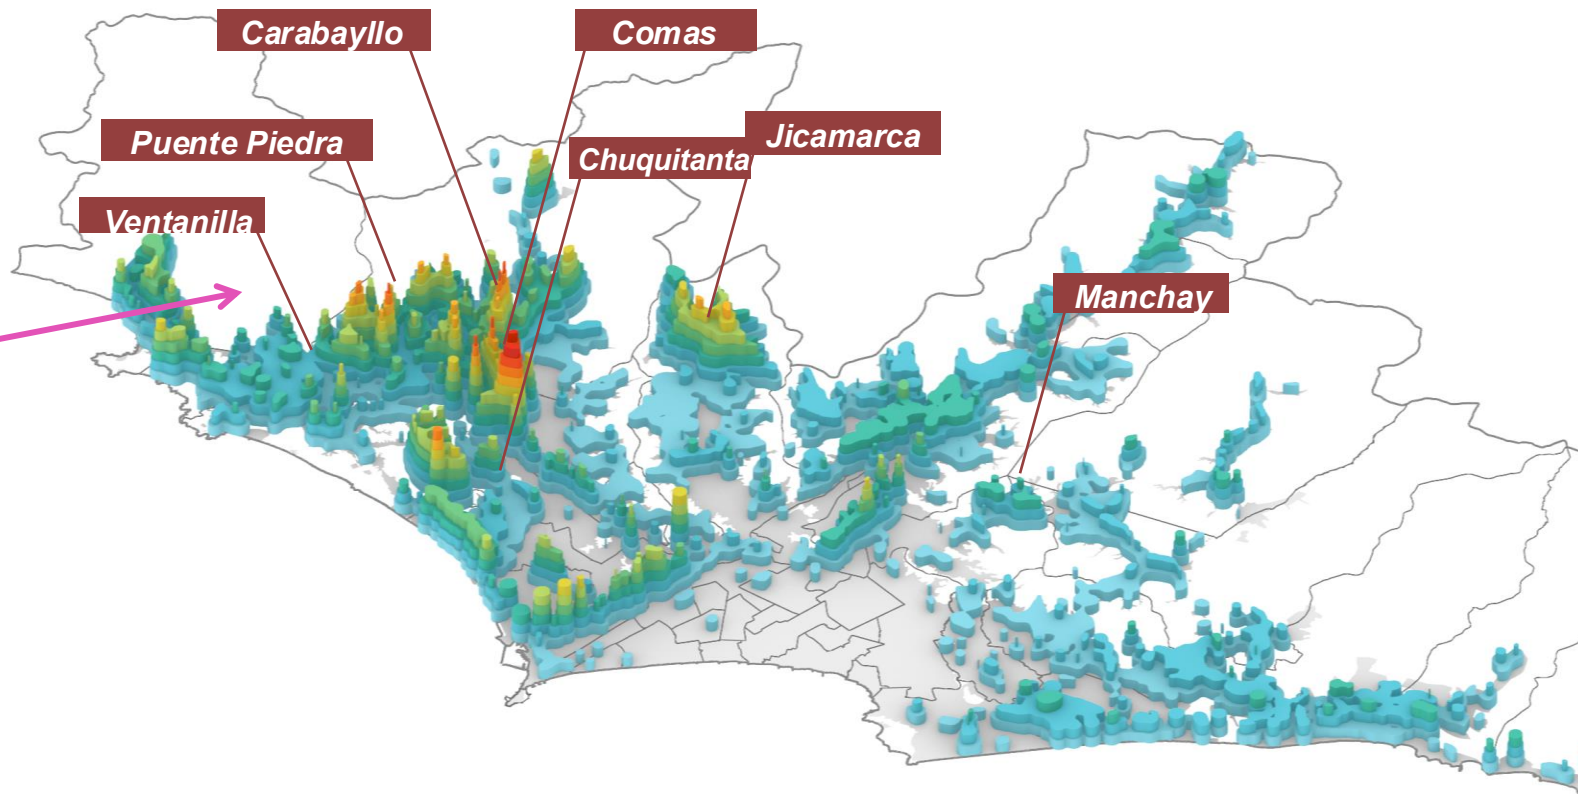 Carabayllo
Comas
Puente Piedra
Jicamarca
Chuquitanta
Ventanilla
Manchay